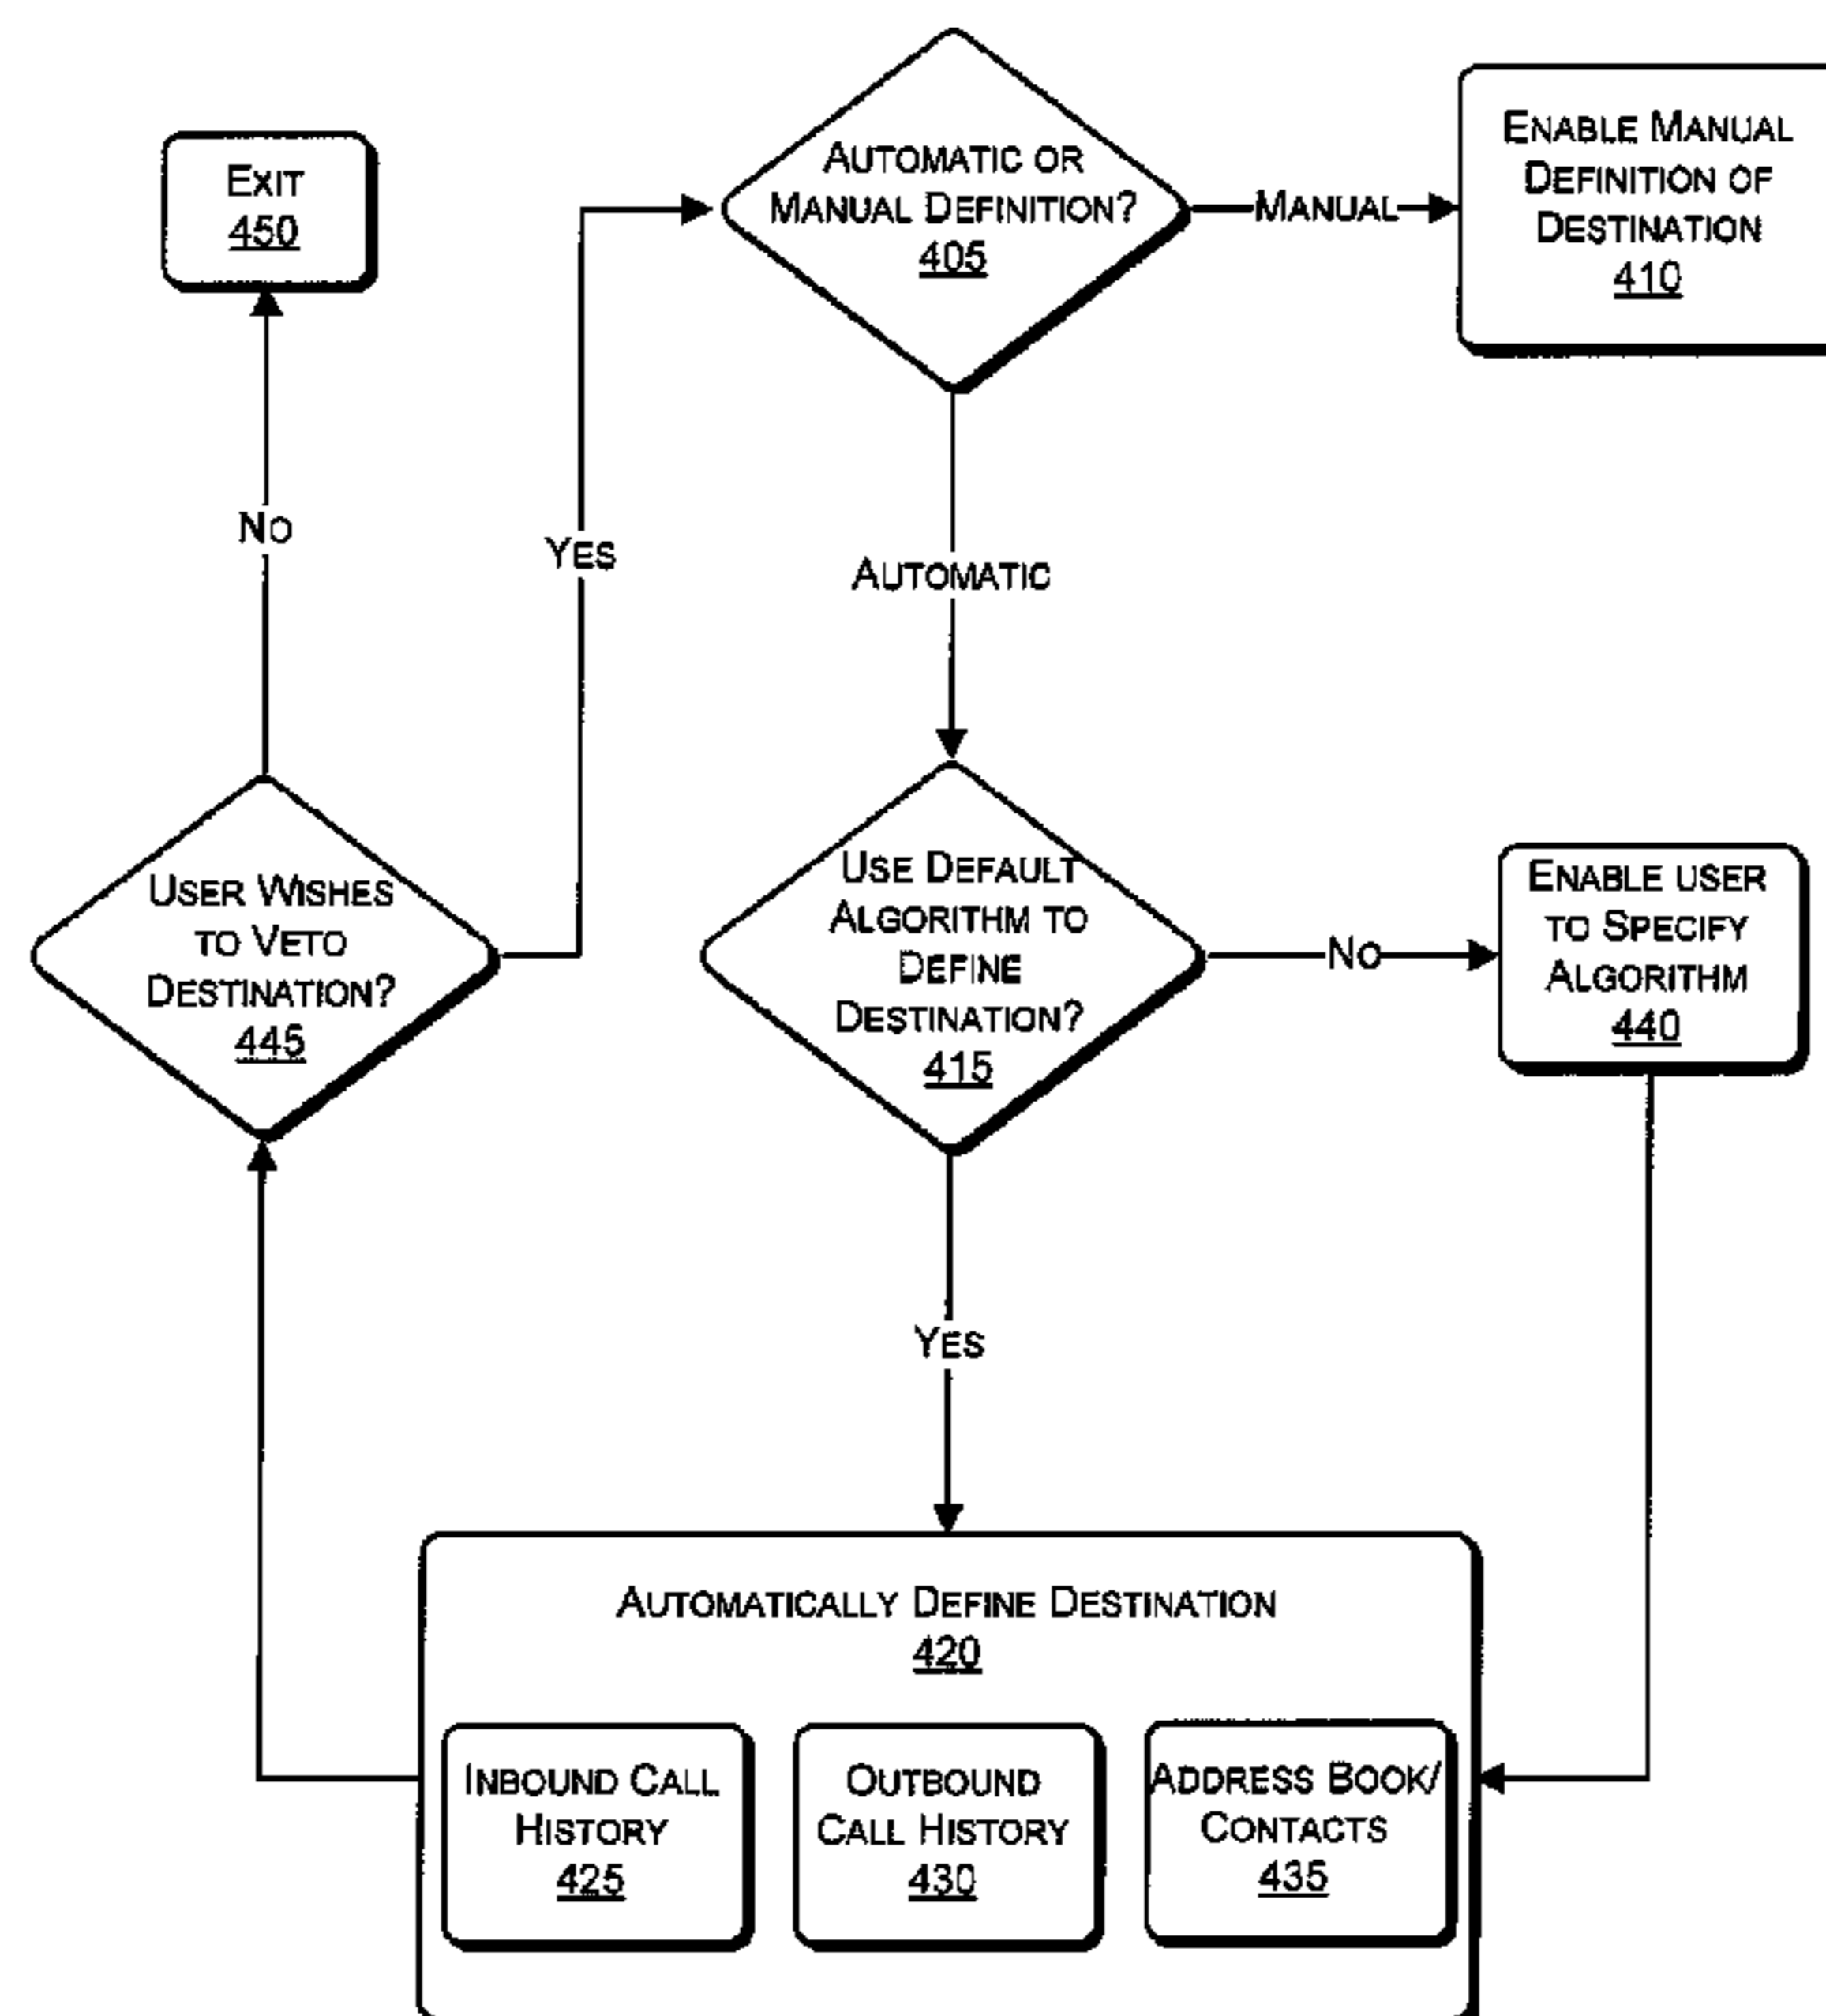 Exit
450
Automatic or
Manual Definition?
405
Manual
Enable Manual
Definition of
Destination
410
No
Yes
Automatic
User Wishes
to Veto
Destination?
445
Use Default
Algorithm to
Define
Destination?
415
No
Enable user
to Specify
Algorithm
440
Yes
Automatically Define Destination
420
Inbound Call
History
425
Outbound
Call History
430
Address Book/
Contacts
435